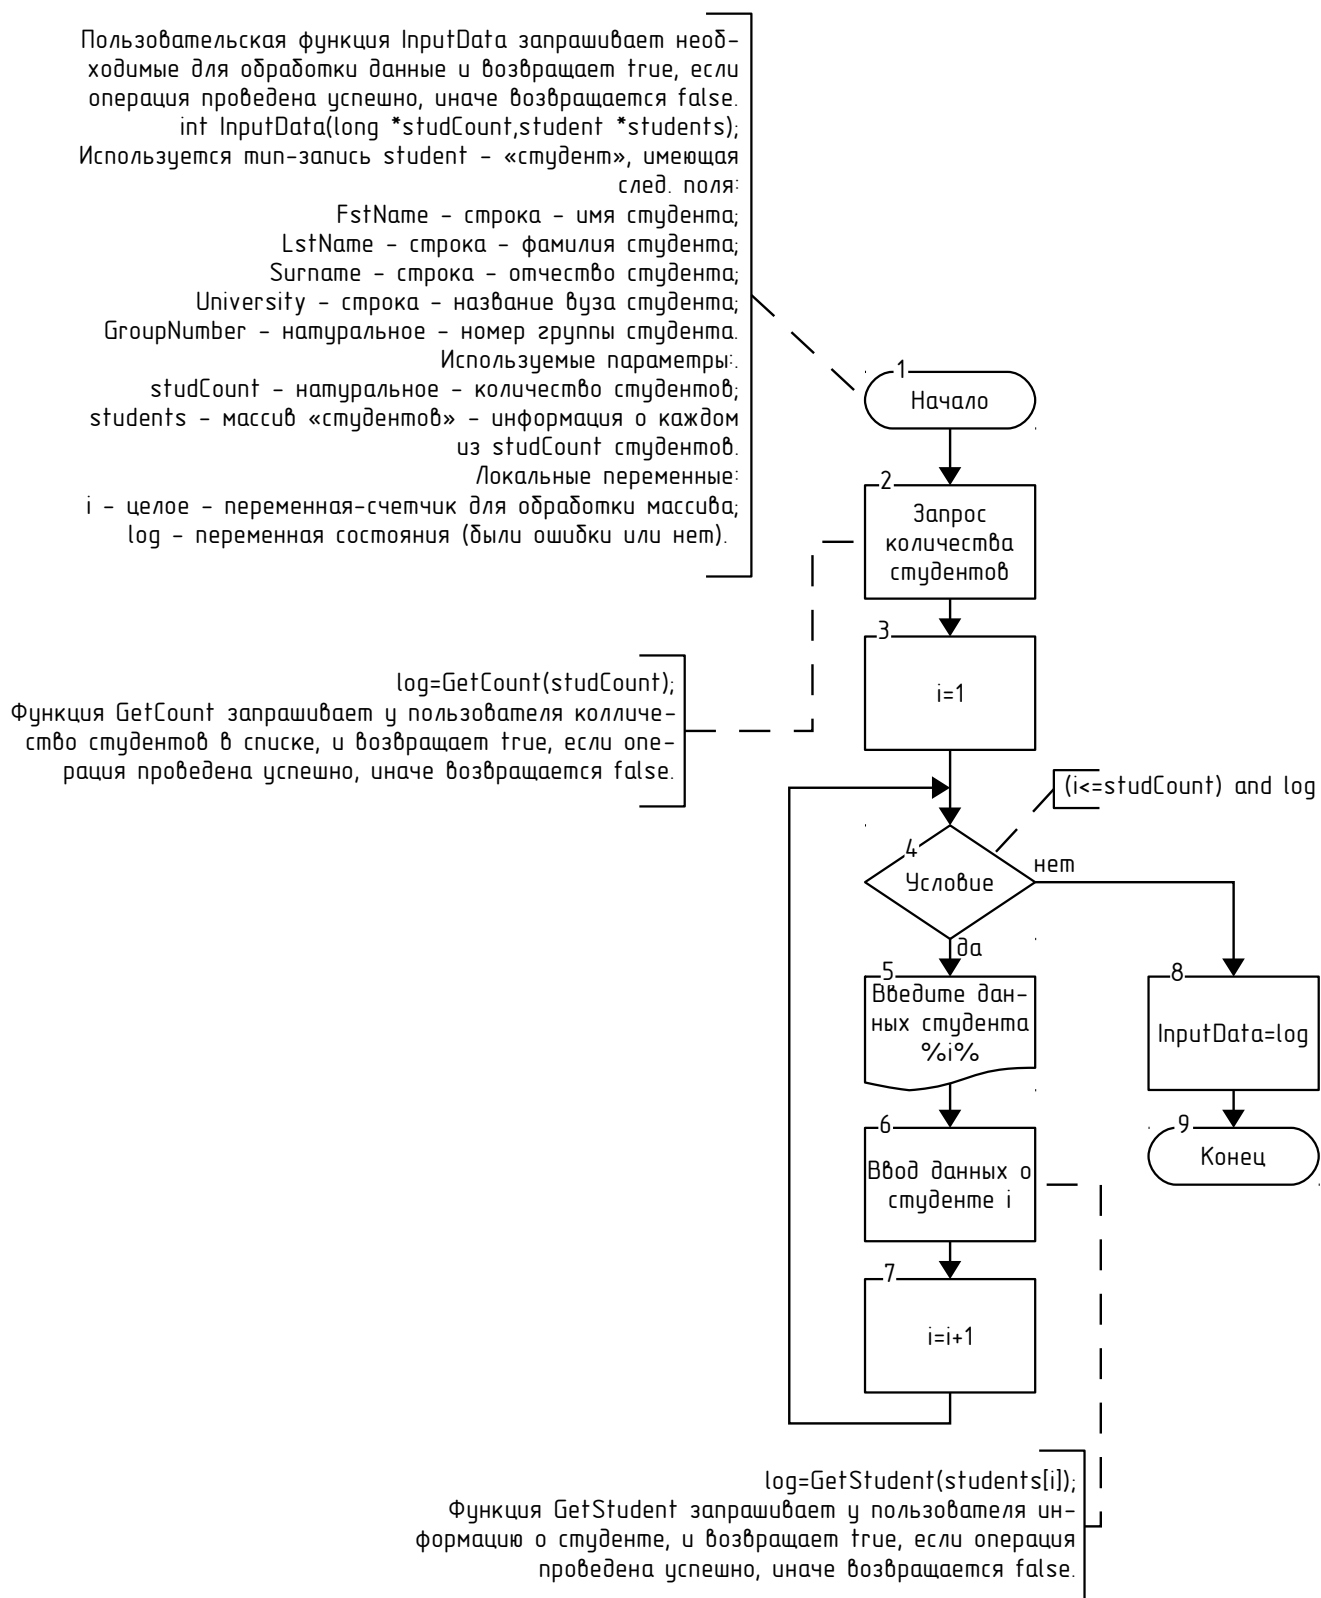 Пользовательская функция InputData запрашивает необ-
ходимые для обработки данные и возвращает true, если
операция проведена успешно, иначе возвращается false.
int InputData(long *studCount,student *students);
Используется тип-запись student - «студент», имеющая
след. поля:
FstName - строка - имя студента;
LstName - строка - фамилия студента;
Surname - строка - отчество студента;
University - строка - название вуза студента;
GroupNumber - натуральное - номер группы студента.
Используемые параметры:.
studCount - натуральное - количество студентов;
students - массив «студентов» - информация о каждом
из studCount студентов.
Локальные переменные:
i - целое - переменная-счетчик для обработки массива;
log - переменная состояния (были ошибки или нет).
1
Начало
2
Запрос
количества
студентов
log=GetCount(studCount);
Функция GetCount запрашивает у пользователя колличе-
ство студентов в списке, и возвращает true, если опе-
рация проведена успешно, иначе возвращается false.
3
i=1
(i<=studCount) and log
4
Условие
нет
да
5
Введите дан-
ных студента
%i%
8
InputData=log
6
Ввод данных о
студенте i
9
Конец
7
i=i+1
log=GetStudent(students[i]);
Функция GetStudent запрашивает у пользователя ин-
формацию о студенте, и возвращает true, если операция
проведена успешно, иначе возвращается false.